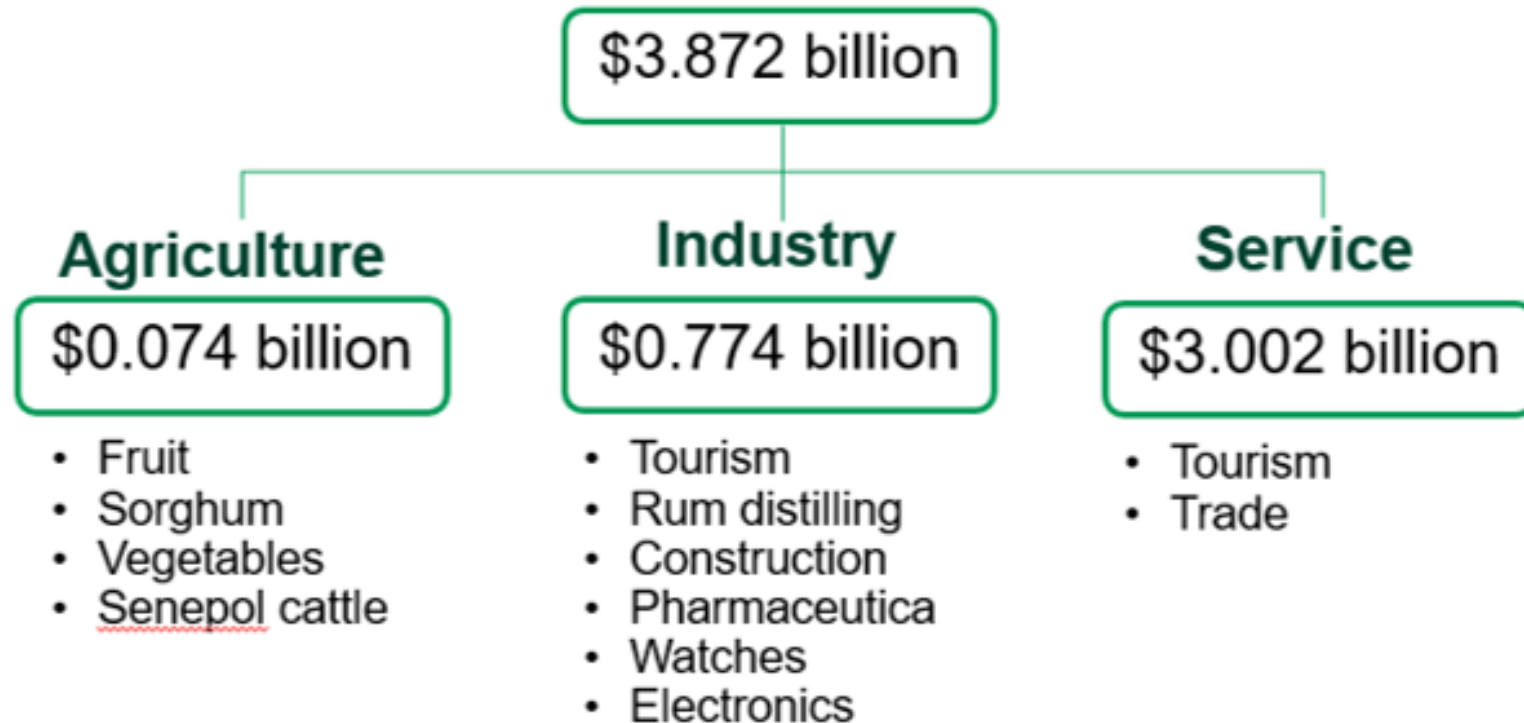 $3.872 billion
Agriculture
Industry
Service
$0.074 billion
$0.774 billion
$3.002 billion
• Fruit
• Sorghum
• Vegetables
• Senepol cattle
• Tourism
• Rum distilling
• Construction
• Pharmaceutica
• Watches
• Electronics
• Tourism
• Trade